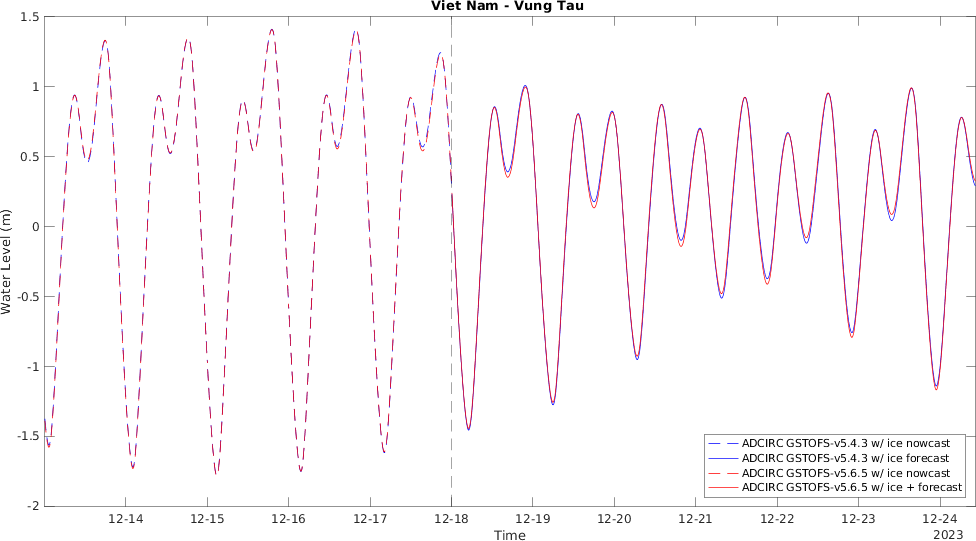 Viet Nam - Vung Tau
1.5
1
0.5
0
-0.5
-1
-1.5
-2
Water Level (m)
12-14
12-15
12-16
12-17
12-18
12-19
12-20
12-21
12-22
12-23
12-24
Time
2023
ADCIRC GSTOFS-v5.4.3 w/ ice nowcast
ADCIRC GSTOFS-v5.4.3 w/ ice forecast
ADCIRC GSTOFS-v5.6.5 w/ ice nowcast
ADCIRC GSTOFS-v5.6.5 w/ ice + forecast